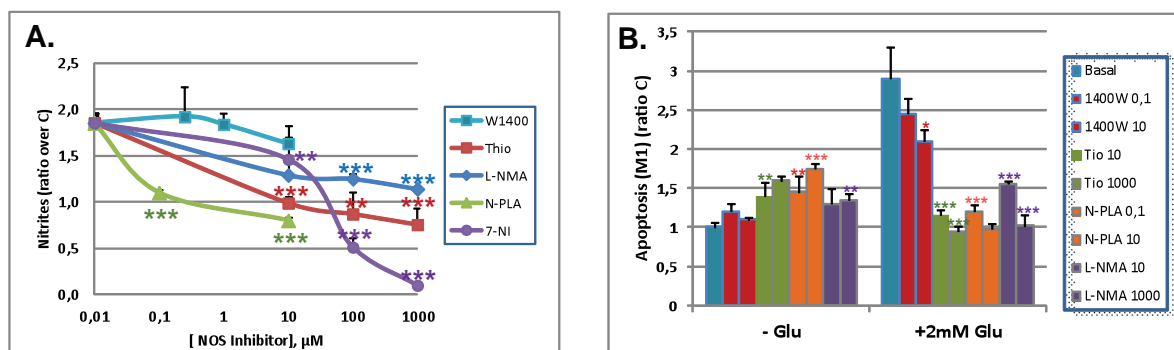 A.
Nitrites (ratio over C)
2,5
2,0
1,5
1,0
0,5
0,0
**
***
***
***
**
***
***
***
***
***
0,01
0,1
1
10
100
1000
[ NOS Inhibitor], µM
W1400
Thio
L-NMA
N-PLA
7-NI
B.
Apoptosis (M1) (ratio C)
3,5
3
2,5
2
1,5
1
0,5
0
**
**
***
**
*
***
***
***
***
***
- Glu
+2mM Glu
Basal
1400W 0,1
1400W 10
Tio 10
Tio 1000
N-PLA 0,1
N-PLA 10
L-NMA 10
L-NMA 1000